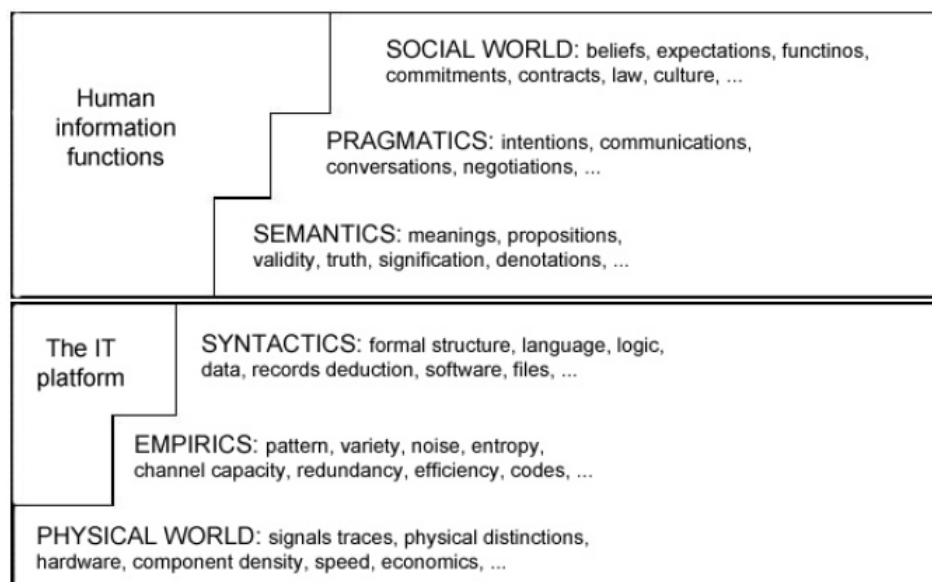 Human
information
functions
SOCIAL WORLD: beliefs, expectations, functinos,
commitments, contracts, law, culture, ...
PRAGMATICS: intentions, communications,
conversations, negotiations, ...
SEMANTICS: meanings, propositions,
validity, truth, signification, denotations, ...
The IT
platform
SYNTACTICS: formal structure, language, logic,
data, records deduction, software, files, ...
EMPIRICS: pattern, variety, noise, entropy,
channel capacity, redundancy, efficiency, codes, ...
PHYSICAL WORLD: signals traces, physical distinctions,
hardware, component density, speed, economics, ...